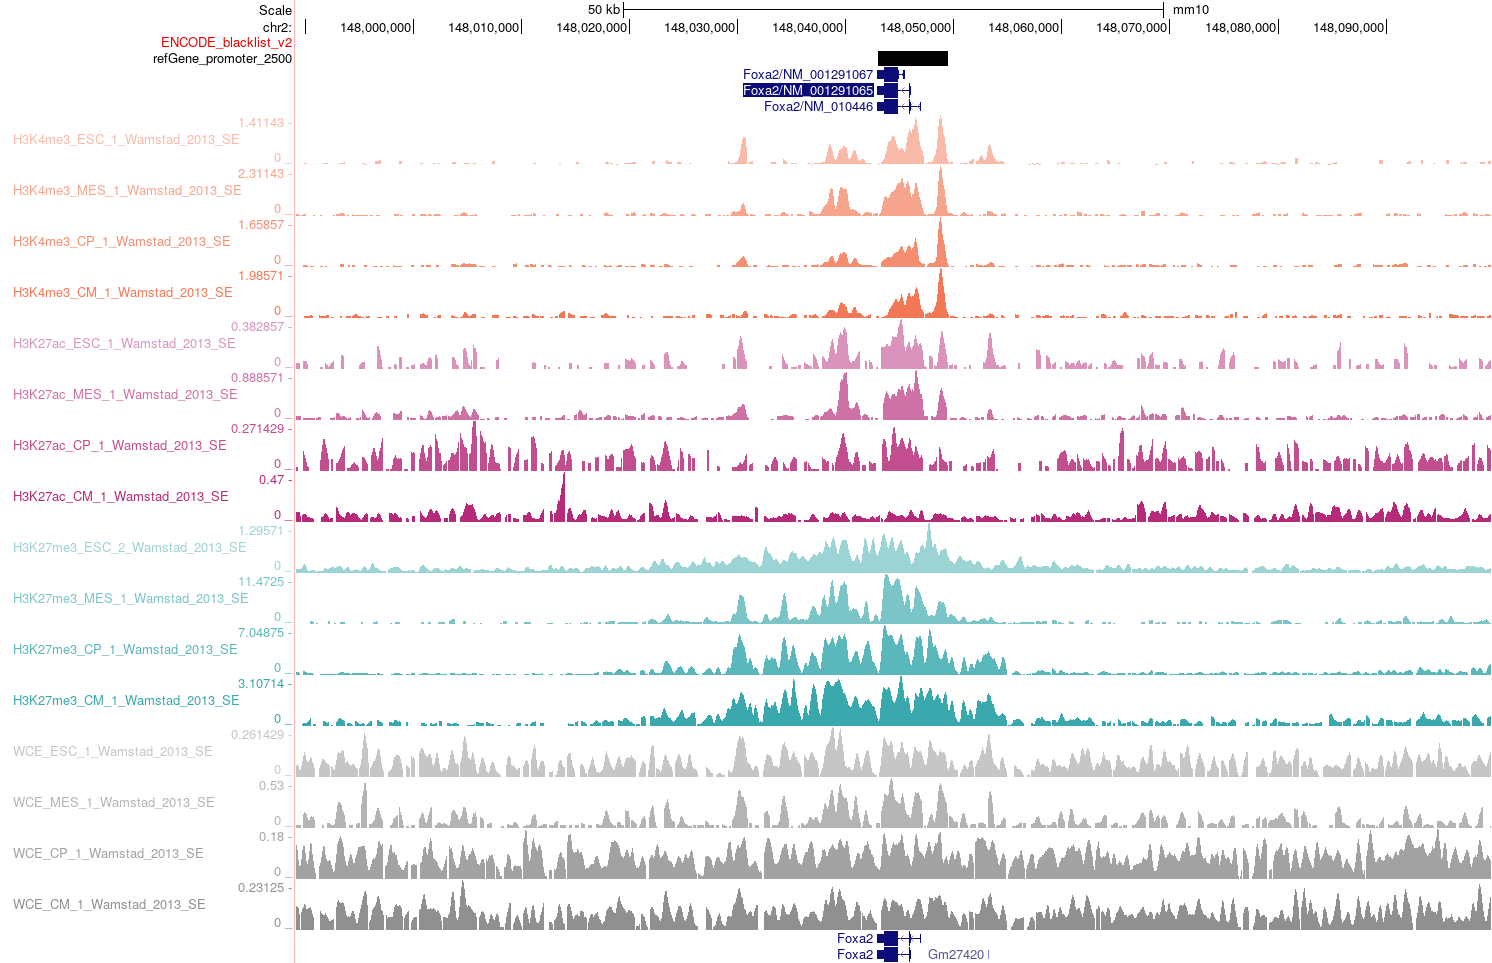 Scale 50 kb mm10
chr2: 148,000,000 148,010,000 148,020,000 148,030,000 148,040,000 148,050,000 148,060,000 148,070,000 148,080,000 148,090,000
ENCODE_blacklist_v2
refGene_promoter_2500
Foxa2/NM_001291067
Foxa2/NM_001291065
Foxa2/NM_010446
1.41143 -
H3K4me3_ESC_1_Wamstad_2013_SE
0 _
2.31143 -
H3K4me3_MES_1_Wamstad_2013_SE
0 _
1.65857 -
H3K4me3_CP_1_Wamstad_2013_SE
0 _
1.98571 -
H3K4me3_CM_1_Wamstad_2013_SE
0 _
0.382857 -
H3K27ac_ESC_1_Wamstad_2013_SE
0 _
0.888571 -
H3K27ac_MES_1_Wamstad_2013_SE
0 _
0.271429 -
H3K27ac_CP_1_Wamstad_2013_SE
0 _
0.47 -
H3K27ac_CM_1_Wamstad_2013_SE
0 _
1.29571 -
H3K27me3_ESC_2_Wamstad_2013_SE
0 _
11.4725 -
H3K27me3_MES_1_Wamstad_2013_SE
0 _
7.04875 -
H3K27me3_CP_1_Wamstad_2013_SE
0 _
3.10714 -
H3K27me3_CM_1_Wamstad_2013_SE
0 _
0.261429 -
WCE_ESC_1_Wamstad_2013_SE
0 _
0.53 -
WCE_MES_1_Wamstad_2013_SE
0 _
0.18 -
WCE_CP_1_Wamstad_2013_SE
0 _
0.23125 -
WCE_CM_1_Wamstad_2013_SE
0 _
Foxa2
Foxa2 Gm27420